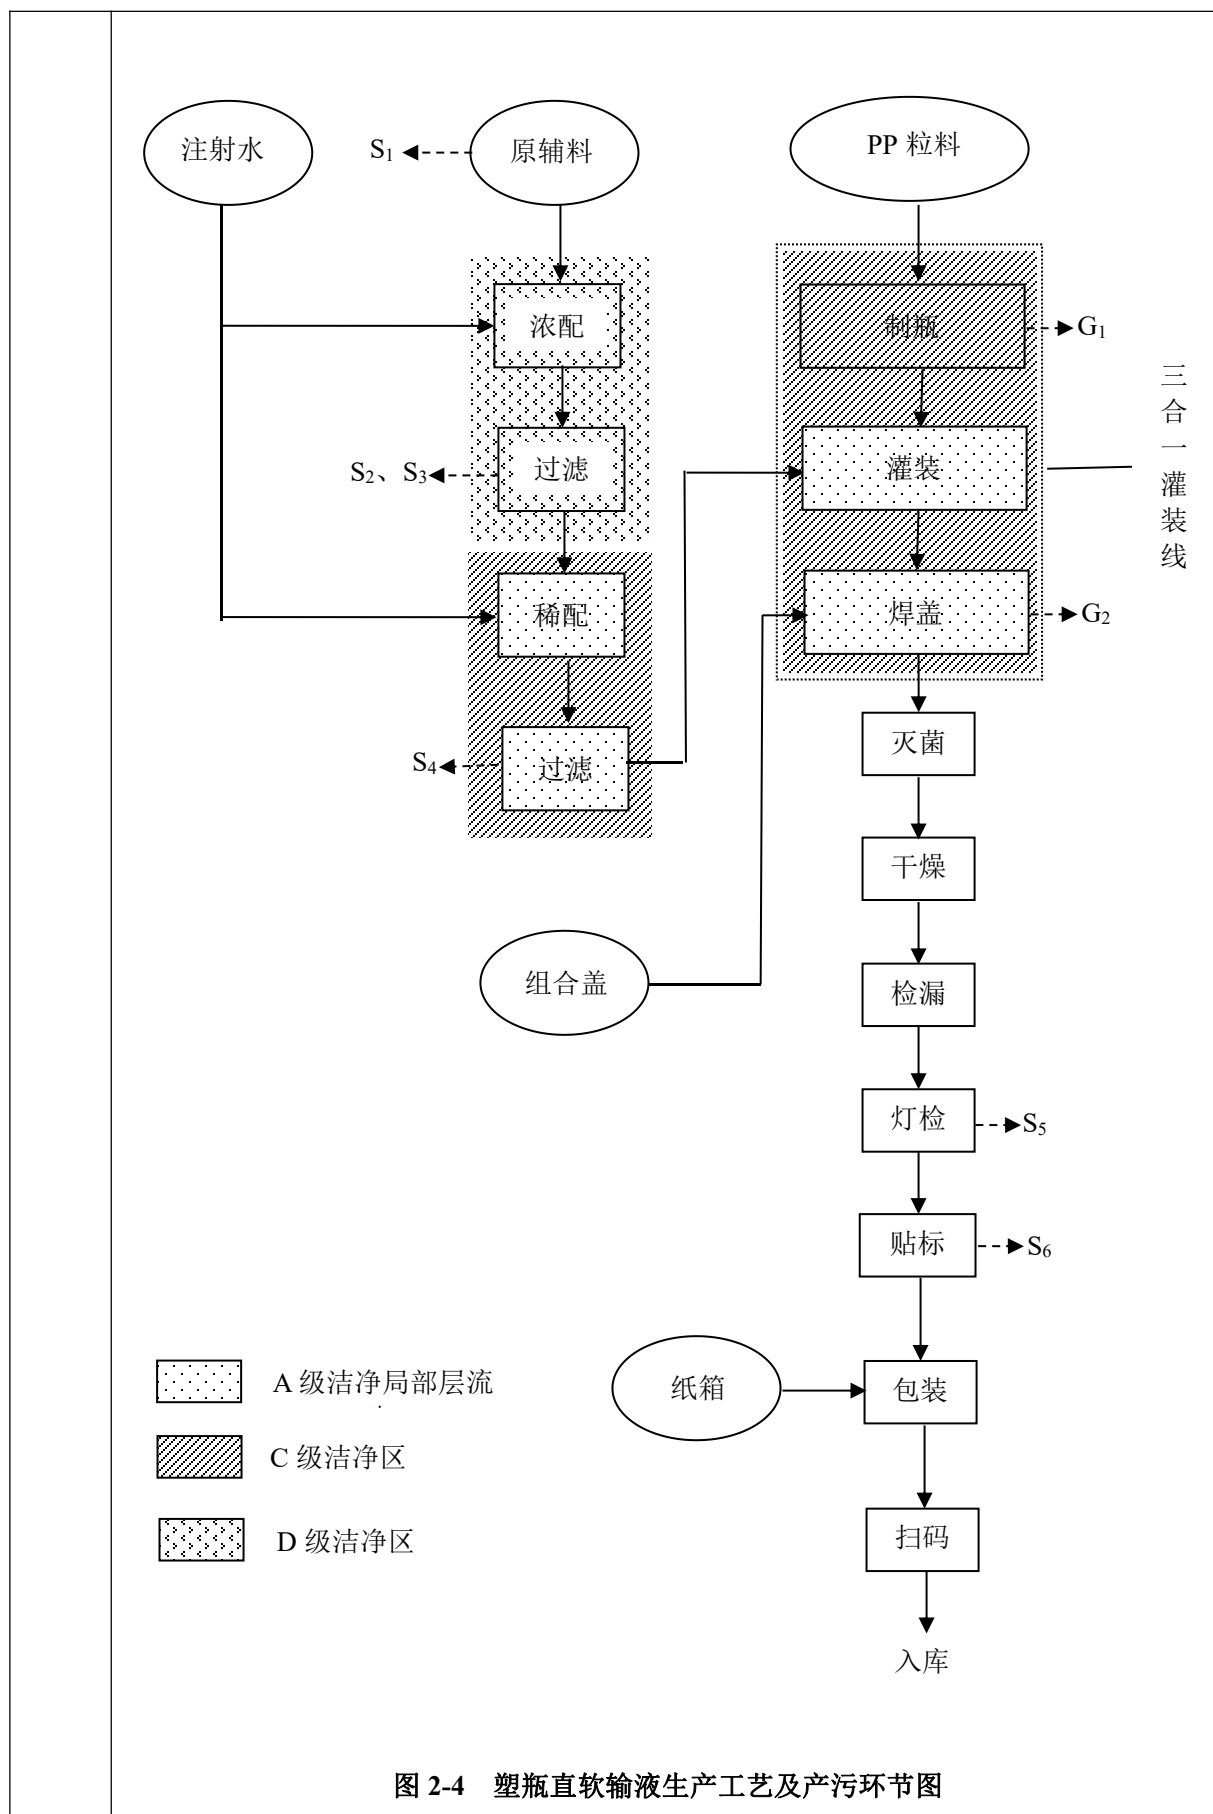 注射水
S₁
原辅料
PP 粒料
浓配
制瓶
G₁
三合一灌装线
S₂、S₃
过滤
灌装
稀配
焊盖
G₂
S₄
过滤
灭菌
干燥
组合盖
检漏
灯检
S₅
贴标
S₆
A 级洁净局部层流
纸箱
包装
C 级洁净区
D 级洁净区
扫码
入库
图 2-4 塑瓶直软输液生产工艺及产污环节图